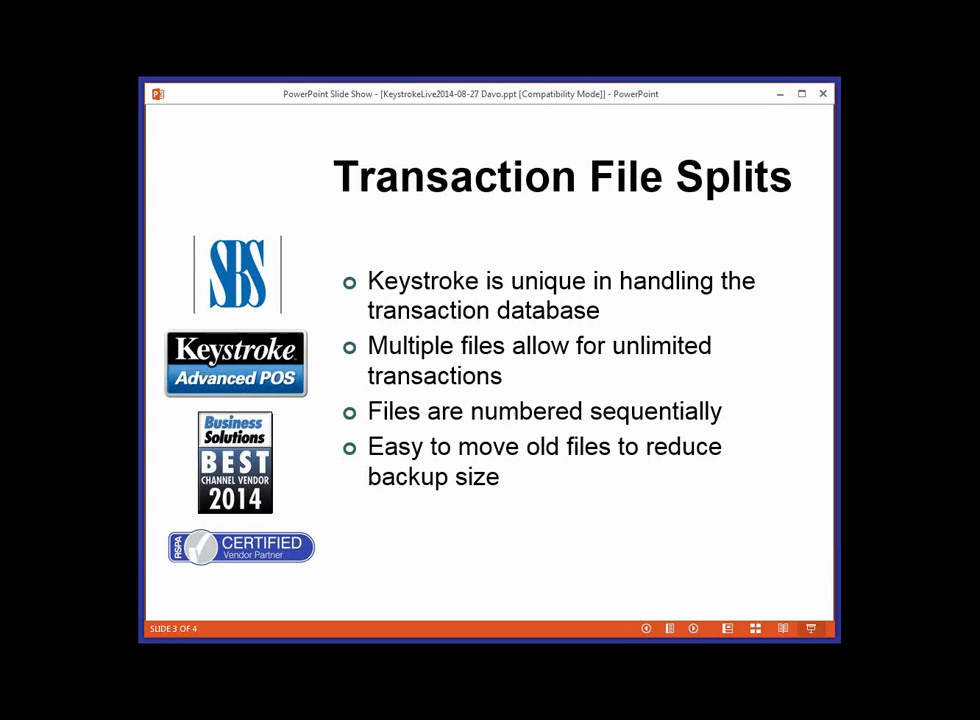 PowerPoint Slide Show - [KeystrokeLive2014-08-27 Davo.ppt [Compatibility Mode]] - PowerPoint
Transaction File Splits
SBS
Keystroke
Advanced POS
Business
Solutions
BEST
CHANNEL VENDOR
2014
RSPA
CERTIFIED
Vendor Partner
Keystroke is unique in handling the
transaction database
Multiple files allow for unlimited
transactions
Files are numbered sequentially
Easy to move old files to reduce
backup size
SLIDE 3 OF 4